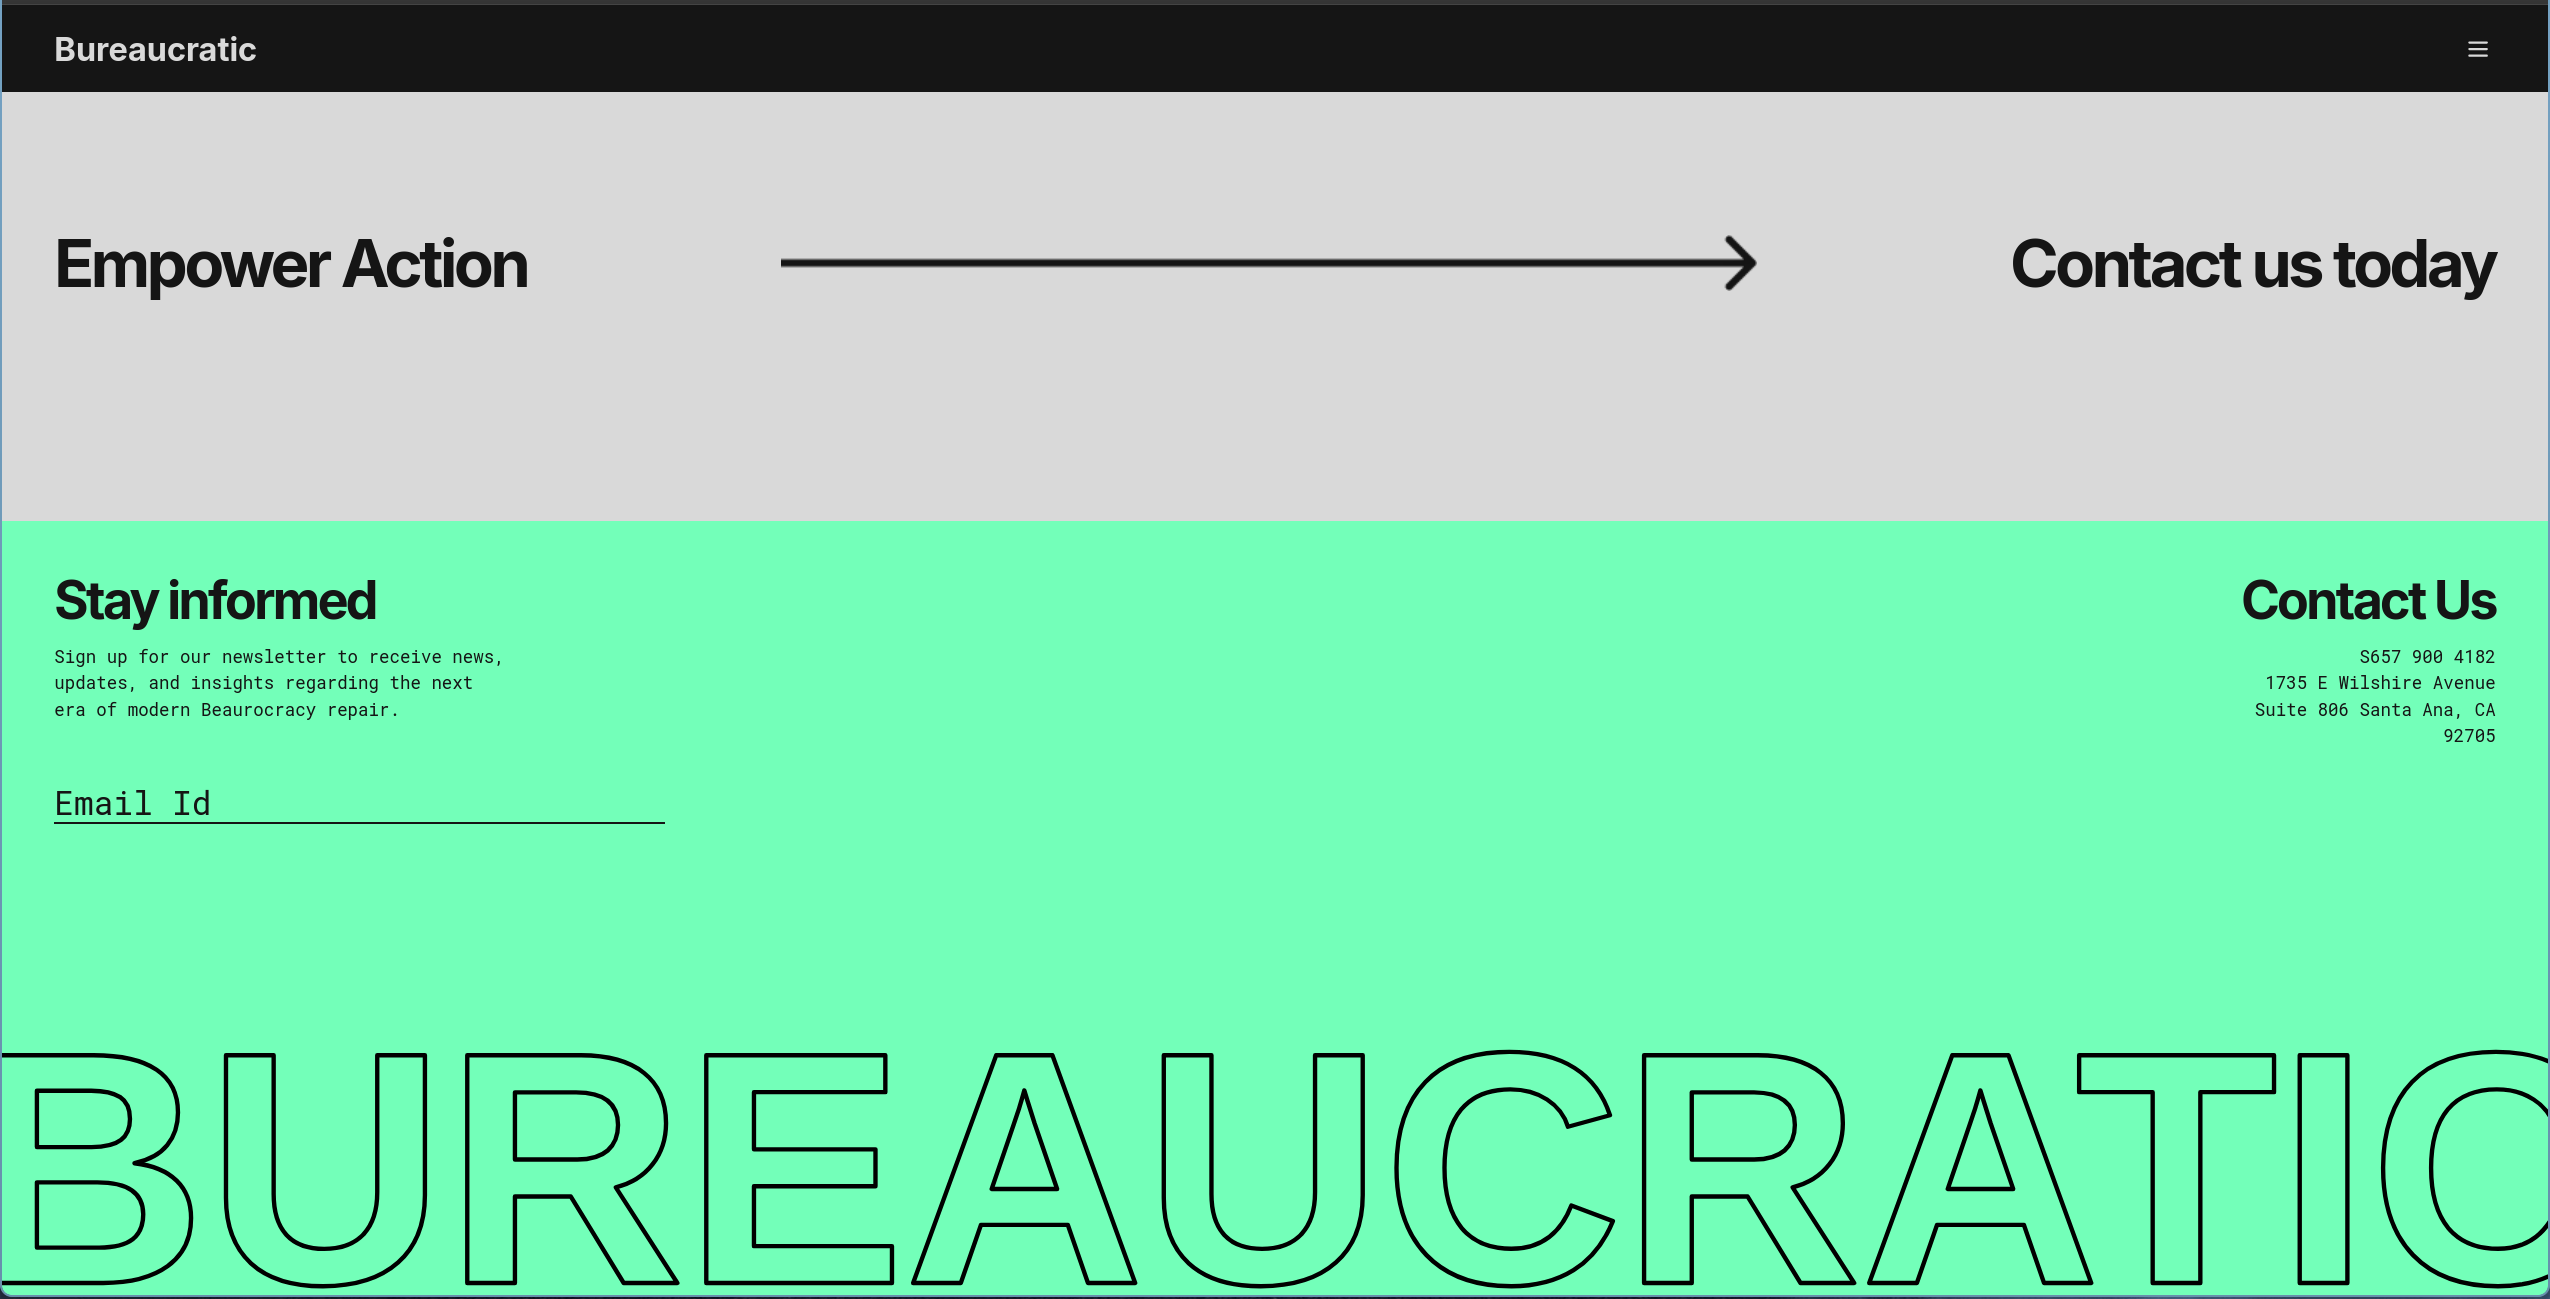 Bureaucratic
Empower Action
Contact us today
Stay informed
Sign up for our newsletter to receive news,
updates, and insights regarding the next
era of modern Beaurocracy repair.
Email Id
Contact Us
S657 900 4182
1735 E Wilshire Avenue
Suite 806 Santa Ana, CA
92705
BUREAUCRATIC